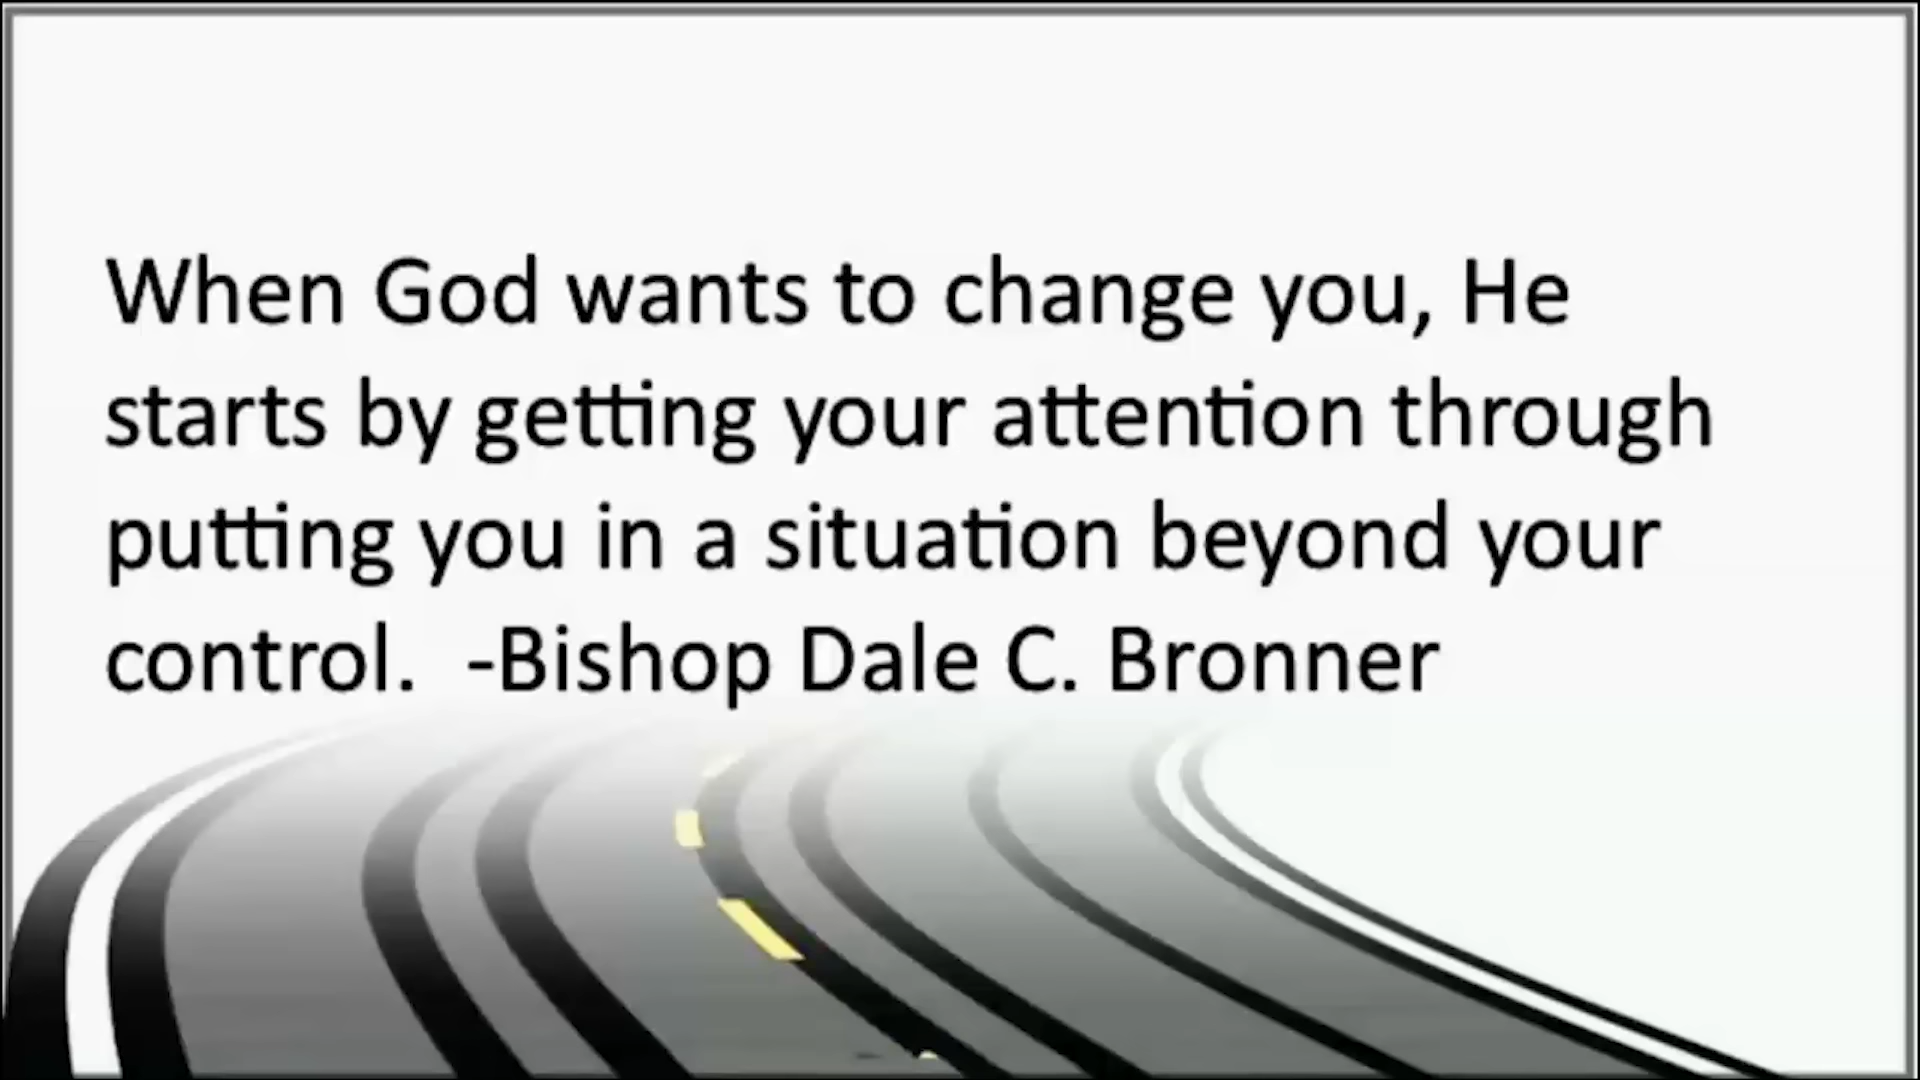 When God wants to change you, He
starts by getting your attention through
putting you in a situation beyond your
control.  -Bishop Dale C. Bronner